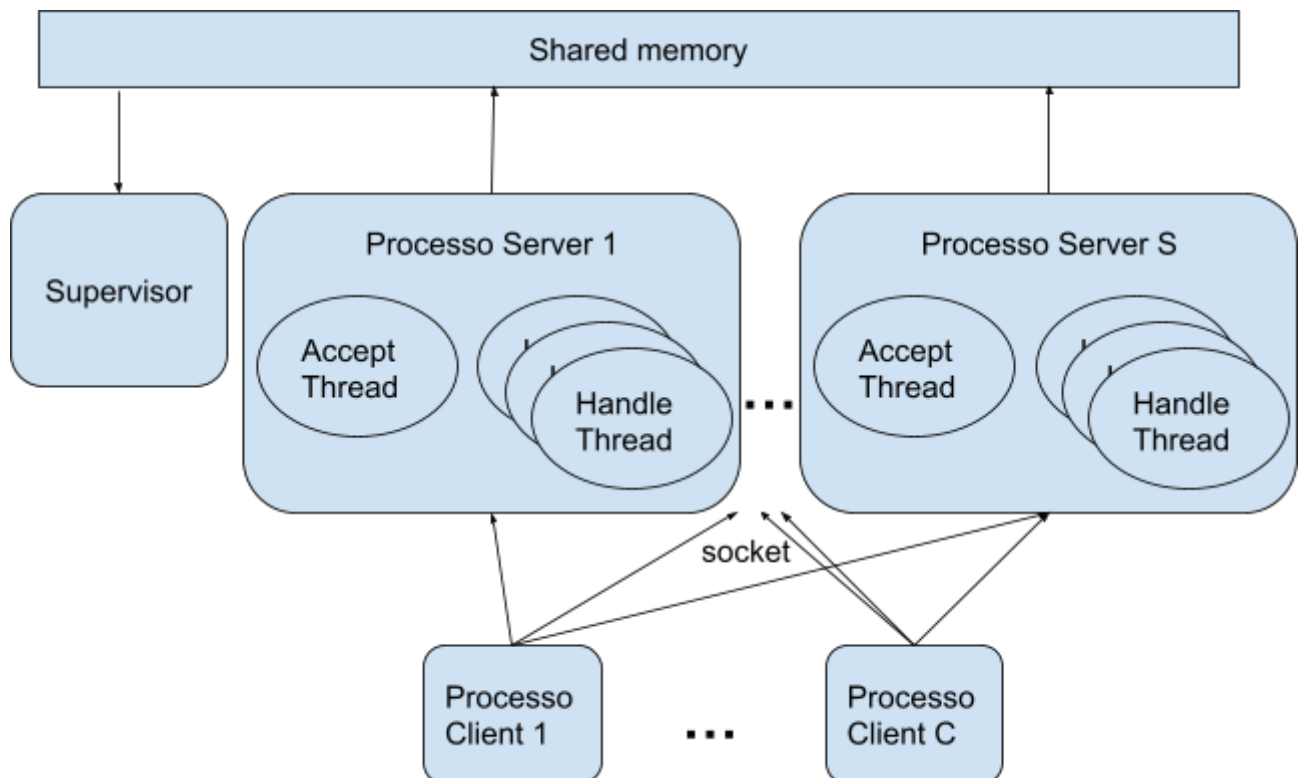 Shared memory
Supervisor
Processo Server 1
Accept
Thread
Handle
Thread
...
Processo Server S
Accept
Thread
Handle
Thread
socket
Processo
Client 1
...
Processo
Client C